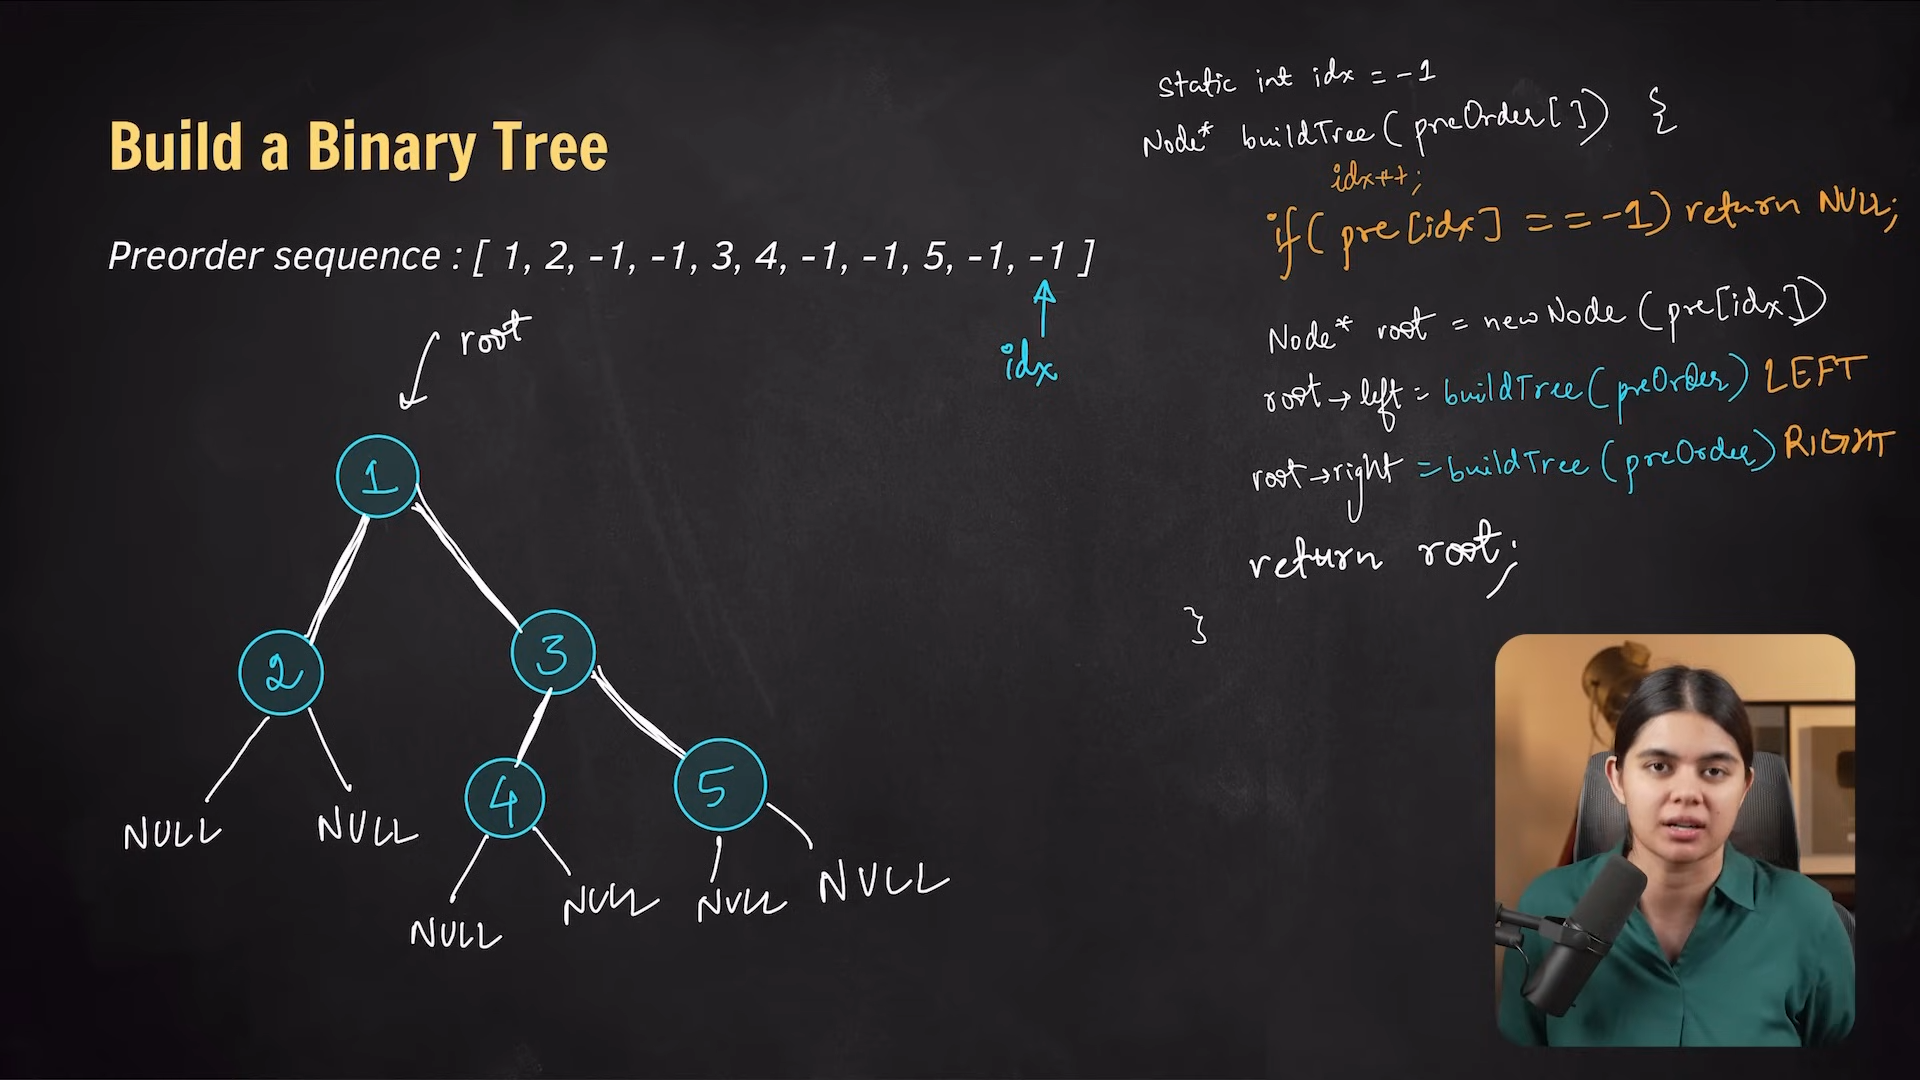 Build a Binary Tree
Preorder sequence : [ 1, 2, -1, -1, 3, 4, -1, -1, 5, -1, -1 ]
idx
root
1
2
3
4
5
NULL
NULL
NULL
NULL
NULL
NULL
static int idx = -1
Node* buildTree(preOrder[]) {
idx++;
if( pre[idx] == -1) return NULL;
Node* root = new Node (pre[idx])
root→left = buildTree(preOrder) LEFT
root→right = buildTree(preOrder) RIGHT
return root;
}